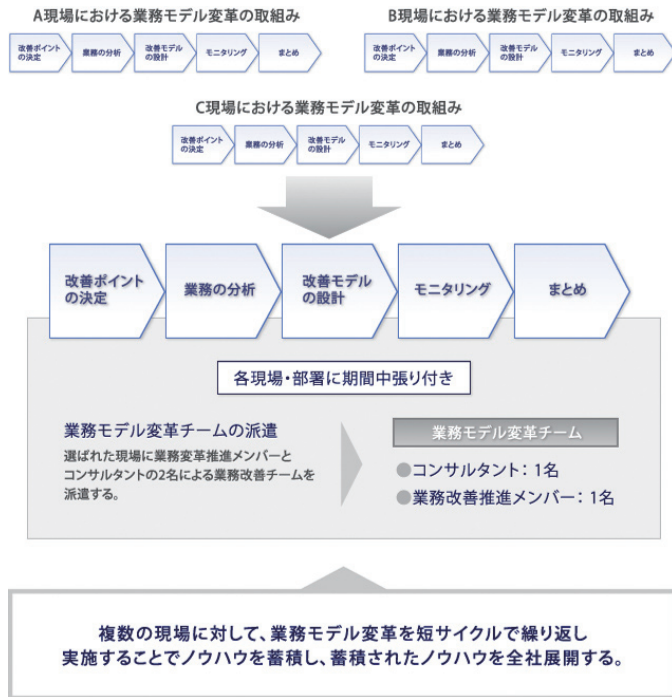 A現場における業務モデル変革の取組み
改善ポイント
の決定
業務の分析
改善モデル
の設計
モニタリング
まとめ
B現場における業務モデル変革の取組み
改善ポイント
の決定
業務の分析
改善モデル
の設計
モニタリング
まとめ
C現場における業務モデル変革の取組み
改善ポイント
の決定
業務の分析
改善モデル
の設計
モニタリング
まとめ
改善ポイント
の決定
業務の分析
改善モデル
の設計
モニタリング
まとめ
各現場・部署に期間中張り付き
業務モデル変革チームの派遣
選ばれた現場に業務変革推進メンバーと
コンサルタントの2名による業務改善チームを
派遣する。
業務モデル変革チーム
●コンサルタント：1名
●業務改善推進メンバー：1名
複数の現場に対して、業務モデル変革を短サイクルで繰り返し
実施することでノウハウを蓄積し、蓄積されたノウハウを全社展開する。